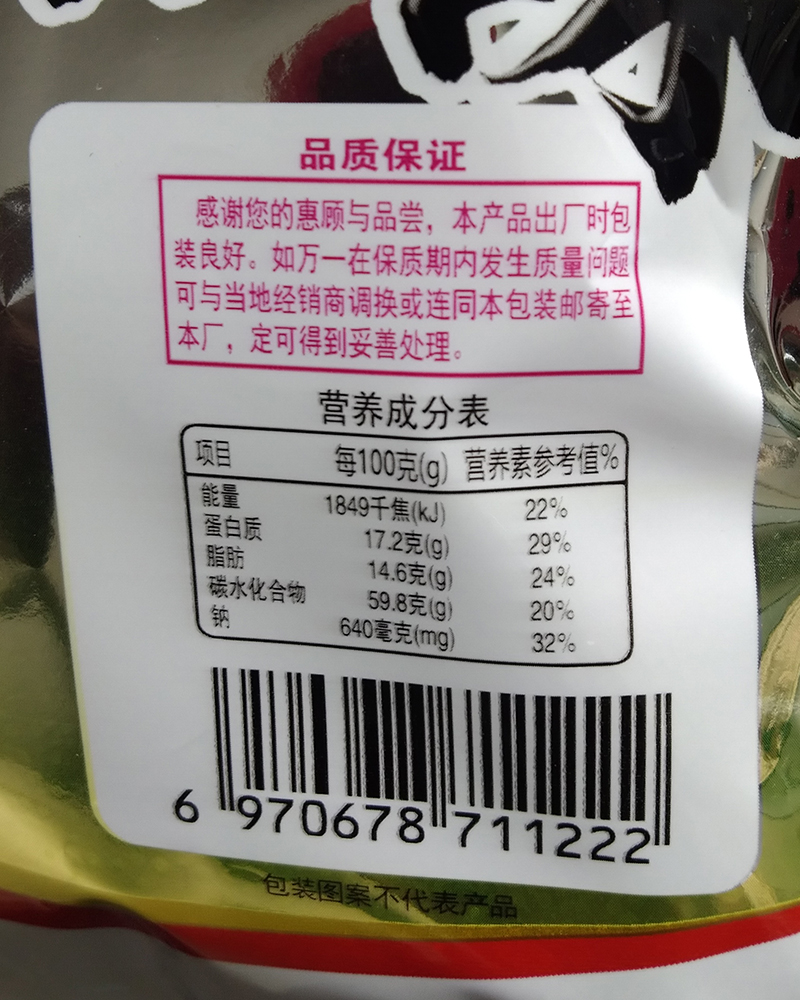 品质保证
感谢您的惠顾与品尝，本产品出厂时包
装良好。如万一在保质期内发生质量问题
可与当地经销商调换或连同本包装邮寄至
本厂，定可得到妥善处理。
营养成分表
项目 每100克(g) 营养素参考值%
能量 1849千焦(kJ) 22%
蛋白质 17.2克(g) 29%
脂肪 14.6克(g) 24%
碳水化合物 59.8克(g) 20%
钠 640毫克(mg) 32%
6 970678 711222
包装图案不代表产品